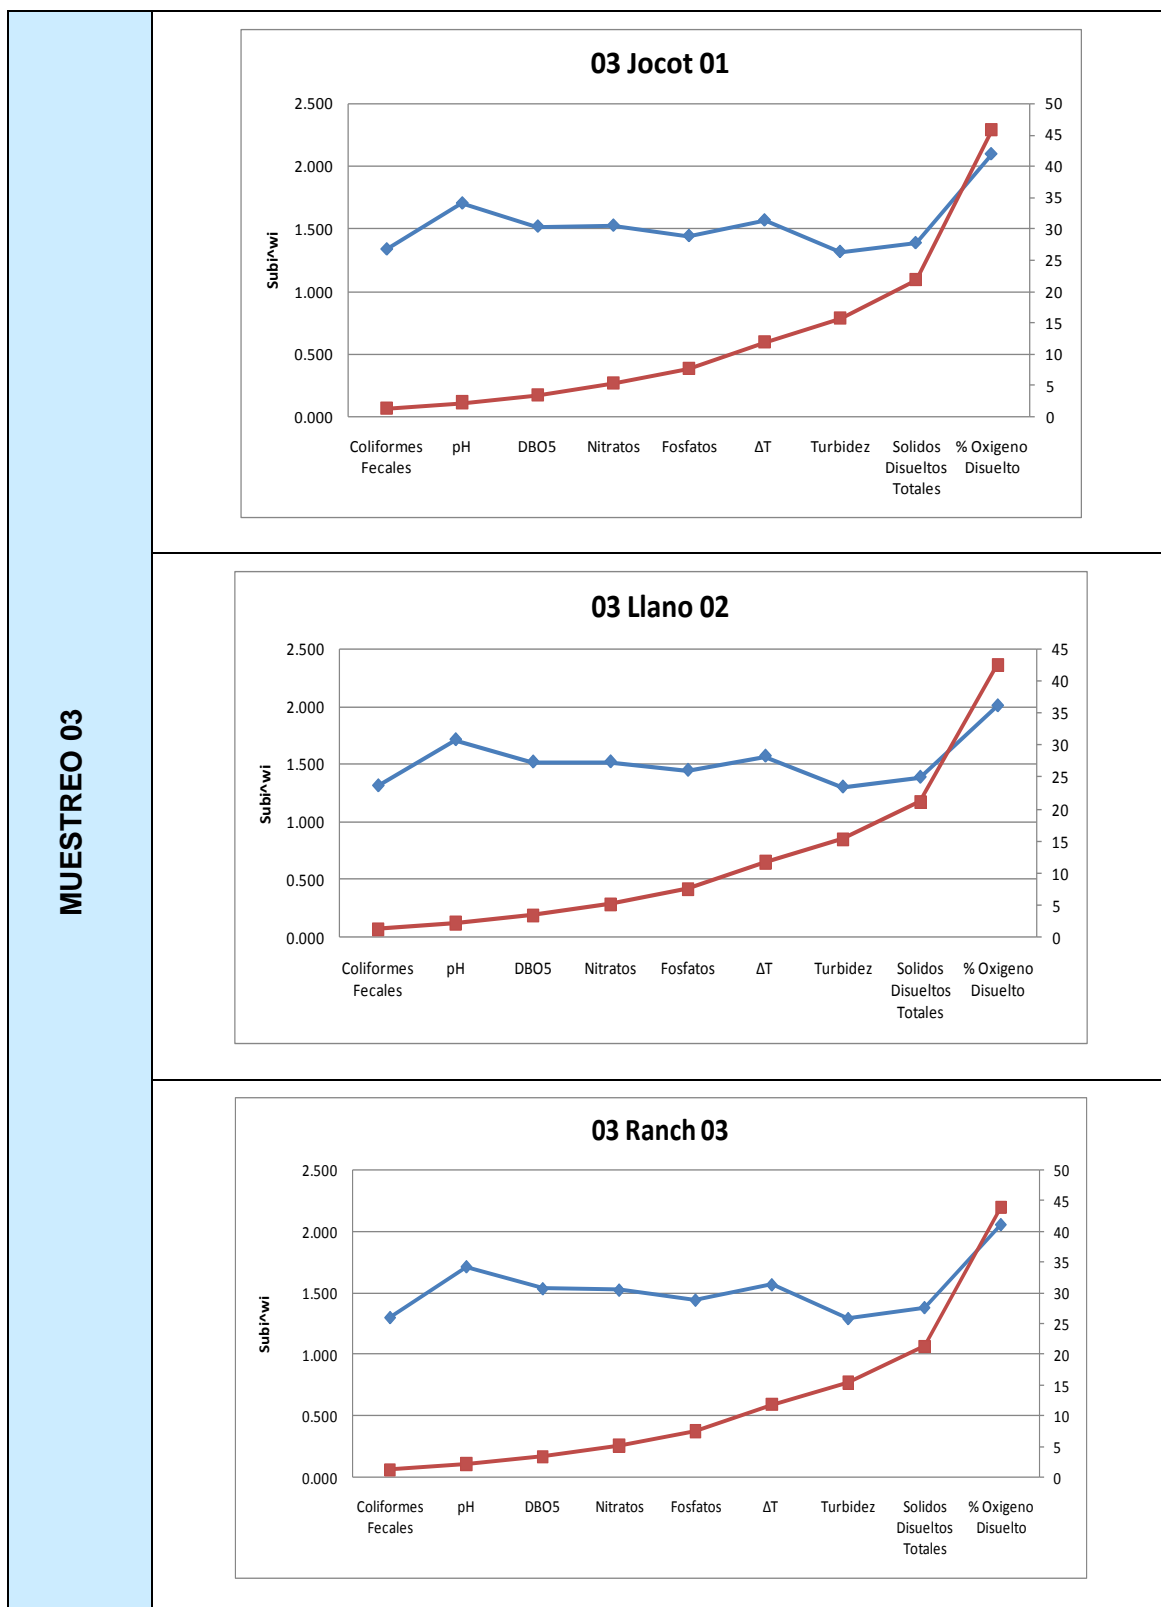 MUESTREO 03
03 Jocot 01
2.500
2.000
1.500
1.000
0.500
0.000
Subi^wi
50
45
40
35
30
25
20
15
10
5
0
Coliformes Fecales
pH
DBO5
Nitratos
Fosfatos
ΔT
Turbidez
Solidos Disueltos Totales
% Oxigeno Disuelto
03 Llano 02
2.500
2.000
1.500
1.000
0.500
0.000
Subi^wi
45
40
35
30
25
20
15
10
5
0
Coliformes Fecales
pH
DBO5
Nitratos
Fosfatos
ΔT
Turbidez
Solidos Disueltos Totales
% Oxigeno Disuelto
03 Ranch 03
2.500
2.000
1.500
1.000
0.500
0.000
Subi^wi
50
45
40
35
30
25
20
15
10
5
0
Coliformes Fecales
pH
DBO5
Nitratos
Fosfatos
ΔT
Turbidez
Solidos Disueltos Totales
% Oxigeno Disuelto